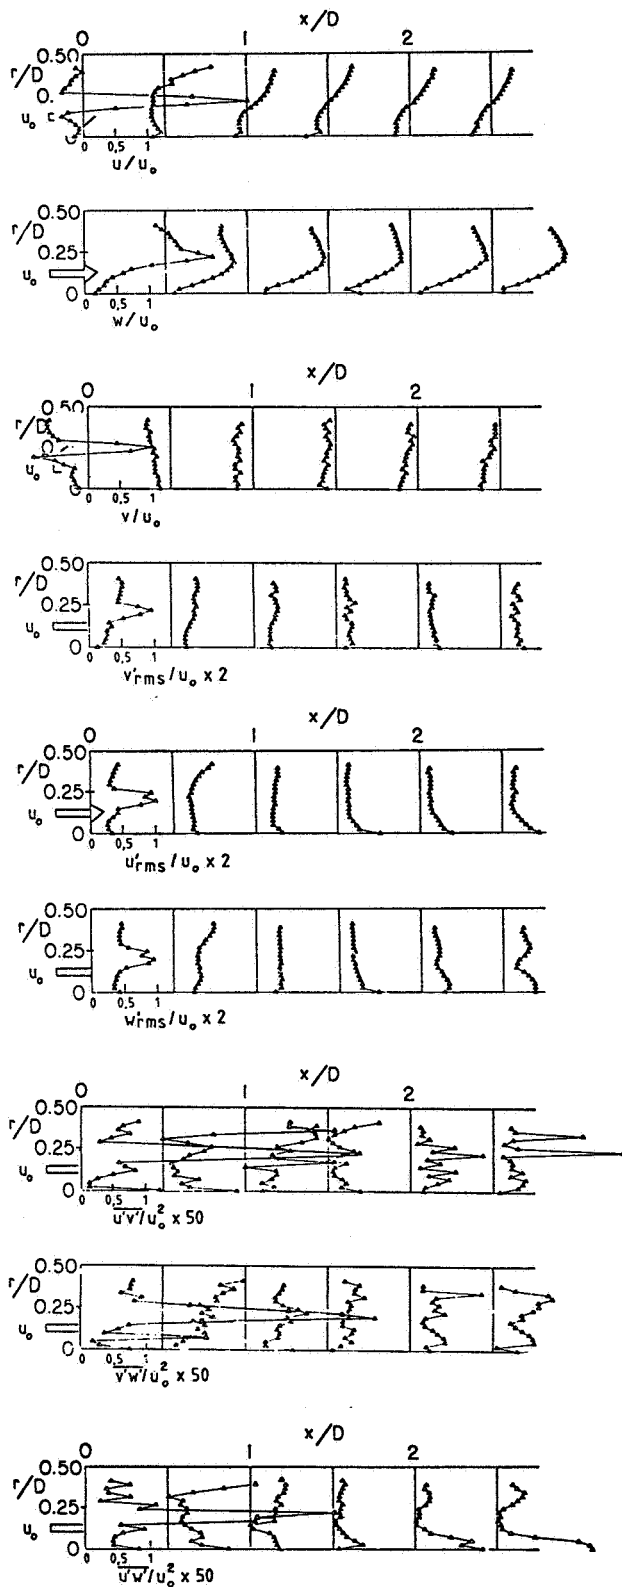 x/D
0 1 2
0.50
r/D
0.
u₀
0 0,5 1
u/u₀
0.50
r/D
0.25
u₀
0
0 0,5 1
w/u₀
x/D
0 1 2
0.50
r/D
u₀
0
0 0,5 1
v/u₀
0.50
r/D
0.25
u₀
0
0 0,5 1
v'rms/u₀ x 2
x/D
0 1 2
0.50
r/D
0.25
u₀
0
0 0,5 1
u'rms/u₀ x 2
0.50
r/D
0.25
u₀
0
0 0,5 1
w'rms/u₀ x 2
x/D
0 1 2
0.50
r/D
0.25
u₀
0
0 0,5 1
u'v'/u₀² x 50
0.50
r/D
0.25
u₀
0
0 0,5 1
v'w'/u₀² x 50
x/D
0 1 2
0.50
r/D
0.25
u₀
0
0 0,5 1
u'w'/u₀² x 50